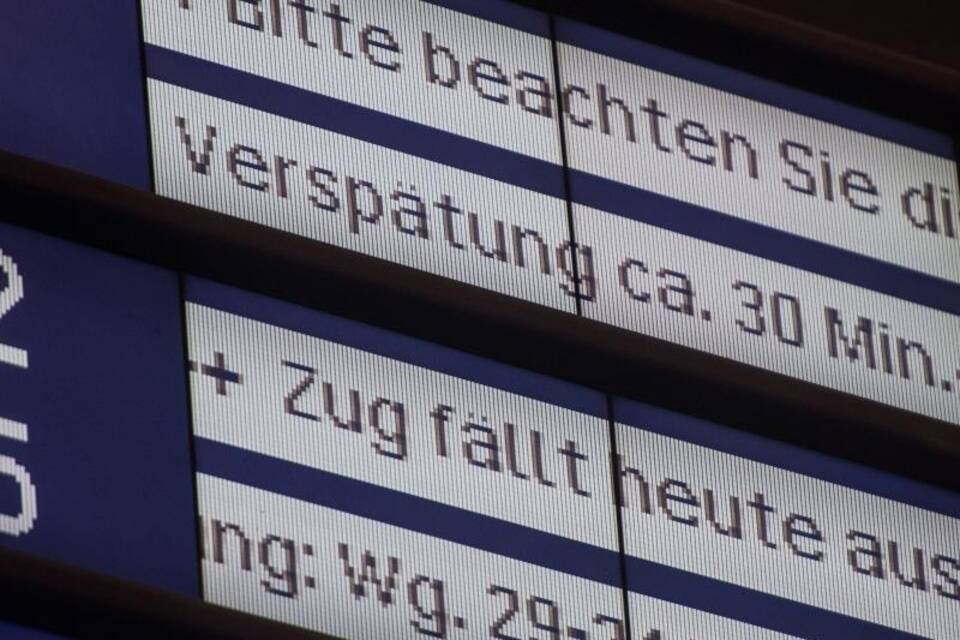 Bitte beachten Sie di
Verspätung ca. 30 Min.
+ Zug fällt heute aus
ng: Wg. 29-